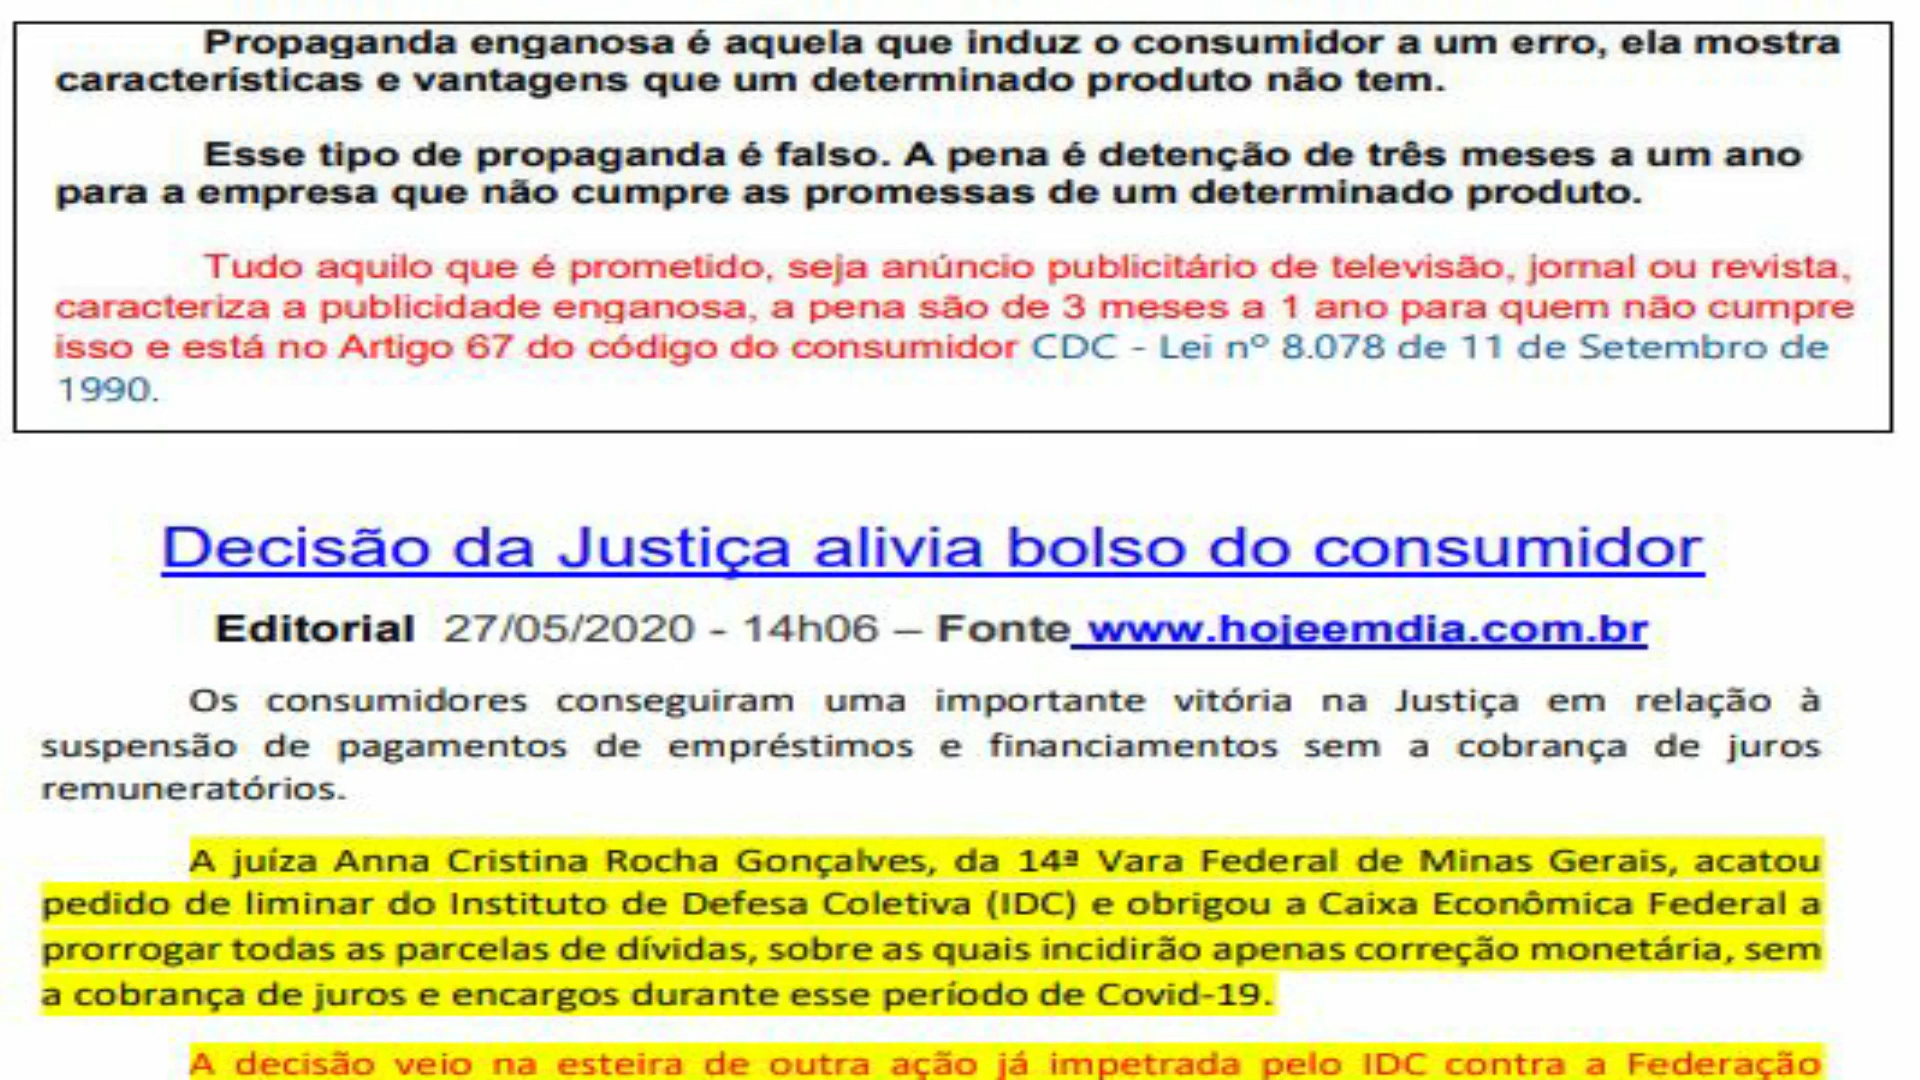 Propaganda enganosa é aquela que induz o consumidor a um erro, ela mostra
características e vantagens que um determinado produto não tem.
Esse tipo de propaganda é falso. A pena é detenção de três meses a um ano
para a empresa que não cumpre as promessas de um determinado produto.
Tudo aquilo que é prometido, seja anúncio publicitário de televisão, jornal ou revista,
caracteriza a publicidade enganosa, a pena são de 3 meses a 1 ano para quem não cumpre
isso e está no Artigo 67 do código do consumidor CDC - Lei nº 8.078 de 11 de Setembro de
1990.
Decisão da Justiça alivia bolso do consumidor
Editorial 27/05/2020 - 14h06 – Fonte www.hojeemdia.com.br
Os consumidores conseguiram uma importante vitória na Justiça em relação à
suspensão de pagamentos de empréstimos e financiamentos sem a cobrança de juros
remuneratórios.
A juíza Anna Cristina Rocha Gonçalves, da 14ª Vara Federal de Minas Gerais, acatou
pedido de liminar do Instituto de Defesa Coletiva (IDC) e obrigou a Caixa Econômica Federal a
prorrogar todas as parcelas de dívidas, sobre as quais incidirão apenas correção monetária, sem
a cobrança de juros e encargos durante esse período de Covid-19.
A decisão veio na esteira de outra ação já impetrada pelo IDC contra a Federação